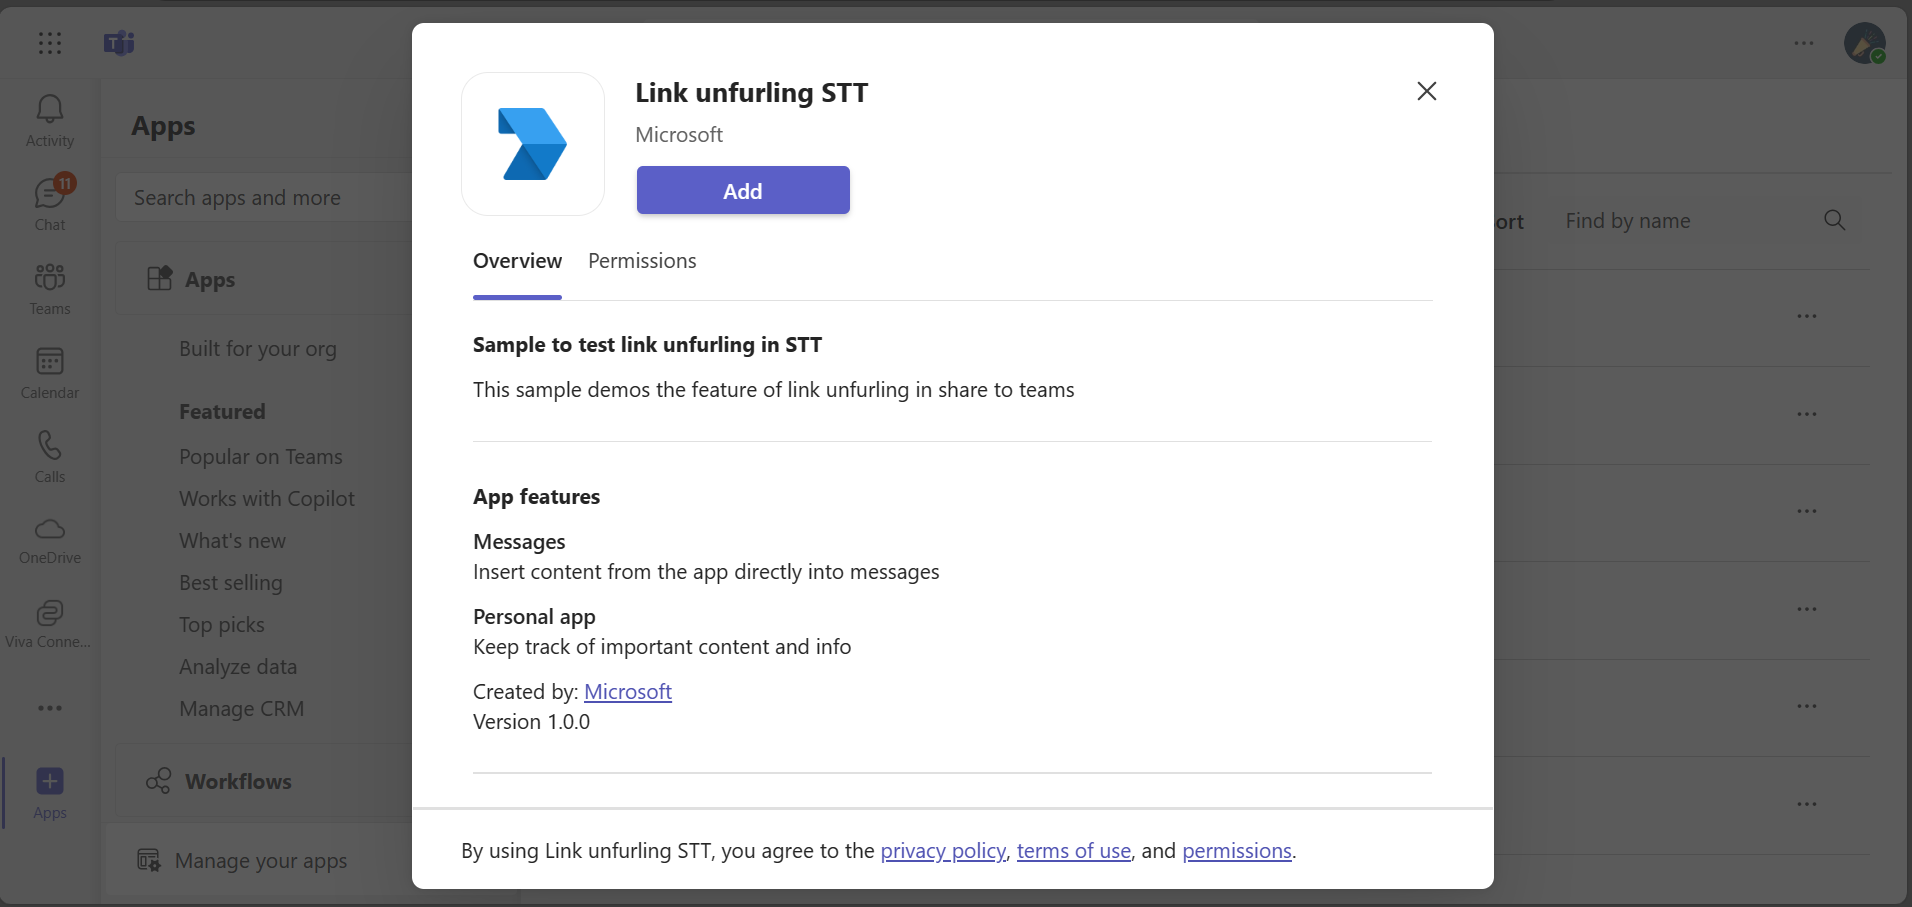 T
Activity
11
Chat
Teams
Calendar
Calls
OneDrive
Viva Conne...
Apps
Apps
Search apps and more
Apps
Built for your org
Featured
Popular on Teams
Works with Copilot
What's new
Best selling
Top picks
Analyze data
Manage CRM
Workflows
Manage your apps
Link unfurling STT
Microsoft
Add
Overview
Permissions
Sample to test link unfurling in STT
This sample demos the feature of link unfurling in share to teams
App features
Messages
Insert content from the app directly into messages
Personal app
Keep track of important content and info
Created by: Microsoft
Version 1.0.0
By using Link unfurling STT, you agree to the privacy policy, terms of use, and permissions.
ort
Find by name